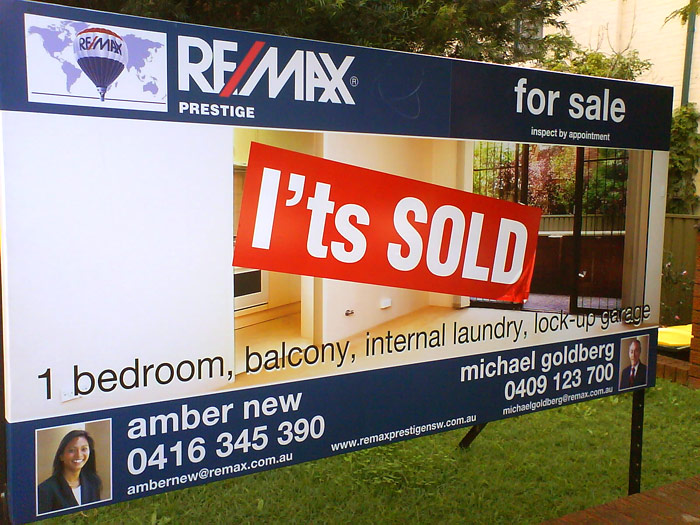 RE/MAX
RE/MAX®
PRESTIGE
for sale
inspect by appointment
I'ts SOLD
1 bedroom, balcony, internal laundry, lock-up garage
amber new
0416 345 390
ambernew@remax.com.au
www.remaxprestigensw.com.au
michael goldberg
0409 123 700
michaelgoldberg@remax.com.au